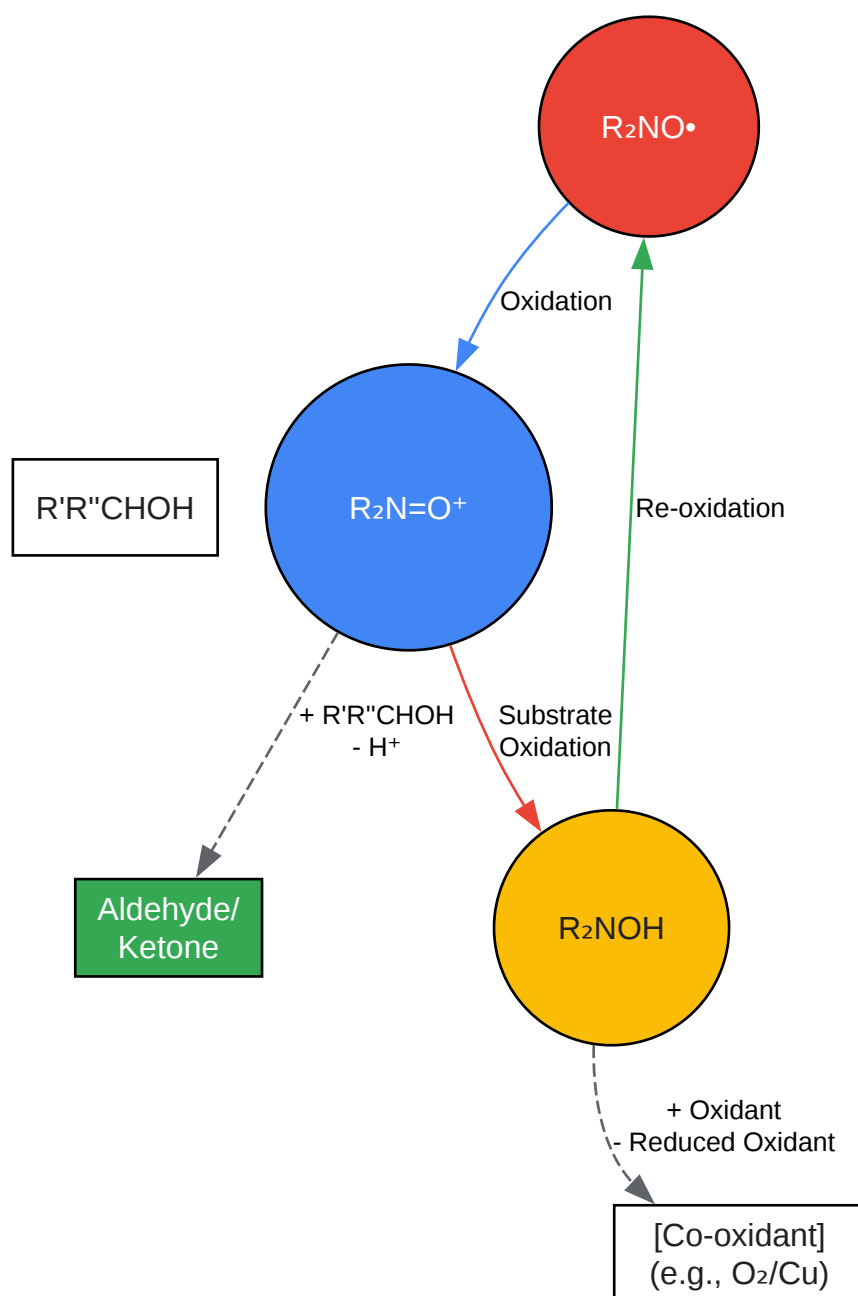 R₂NO•
Oxidation
R'R"CHOH
R₂N=O⁺
Re-oxidation
+ R'R"CHOH
- H⁺
Substrate
Oxidation
Aldehyde/
Ketone
R₂NOH
+ Oxidant
- Reduced Oxidant
[Co-oxidant]
(e.g., O₂/Cu)